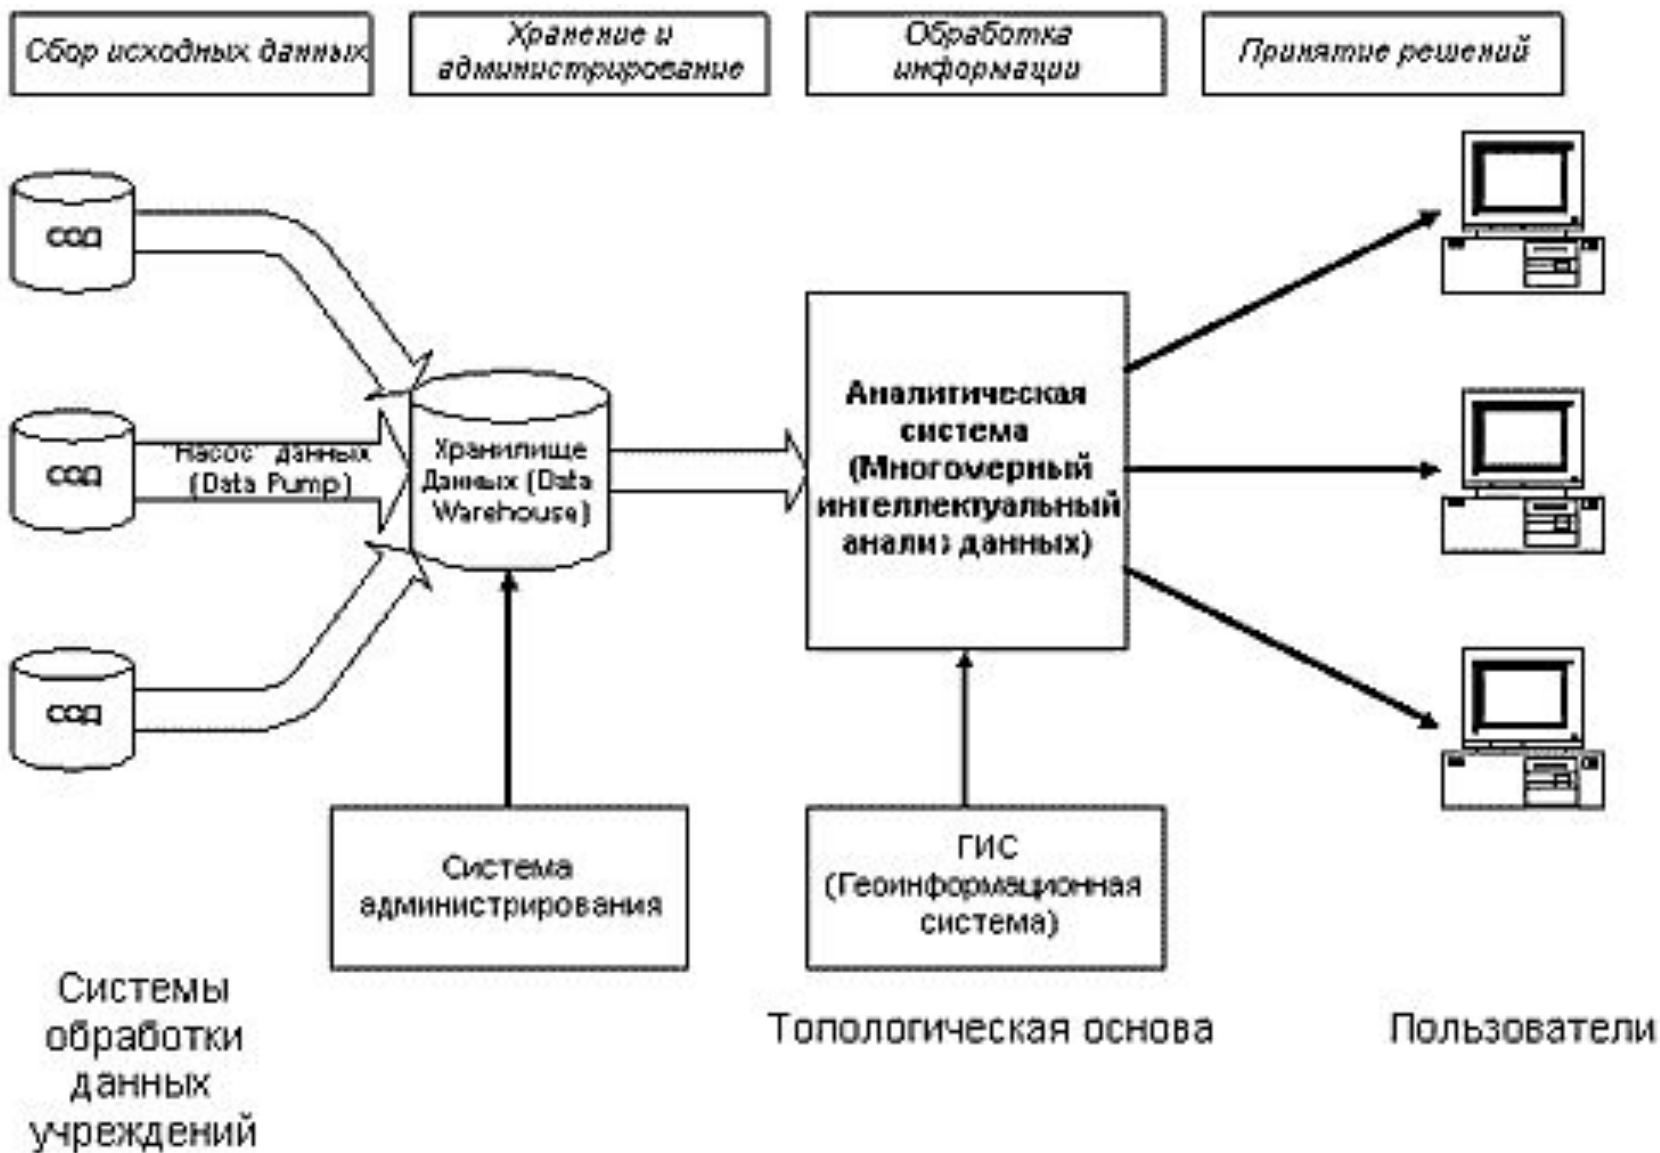 Сбор исходных данных
Хранение и
администрирование
Обработка
информации
Принятие решений
СОД
СОД
"Насос" данных
(Data Pump)
СОД
Хранилище
Данных (Data
Warehouse)
Аналитическая
система
(Многомерный
интеллектуальный
анализ данных)
Система
администрирования
ГИС
(Геоинформационная
система)
Системы
обработки
данных
учреждений
Топологическая основа
Пользователи